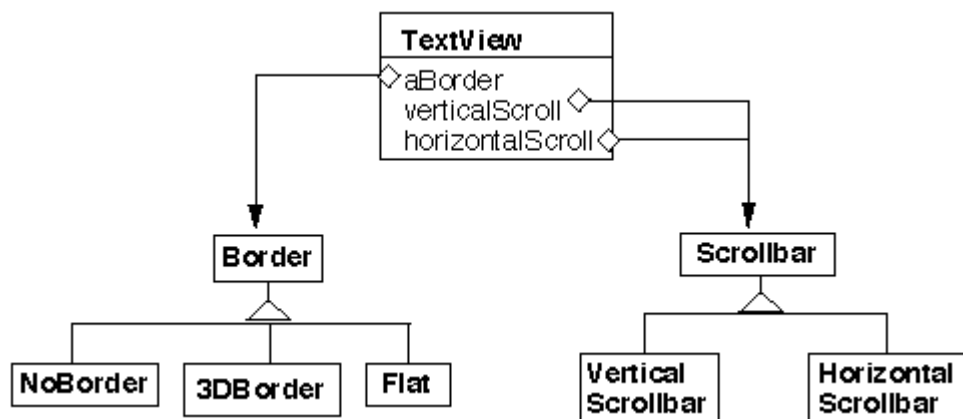 TextView
aBorder
verticalScroll
horizontalScroll
Border
Scrollbar
NoBorder
3DBorder
Flat
Vertical
Scrollbar
Horizontal
Scrollbar